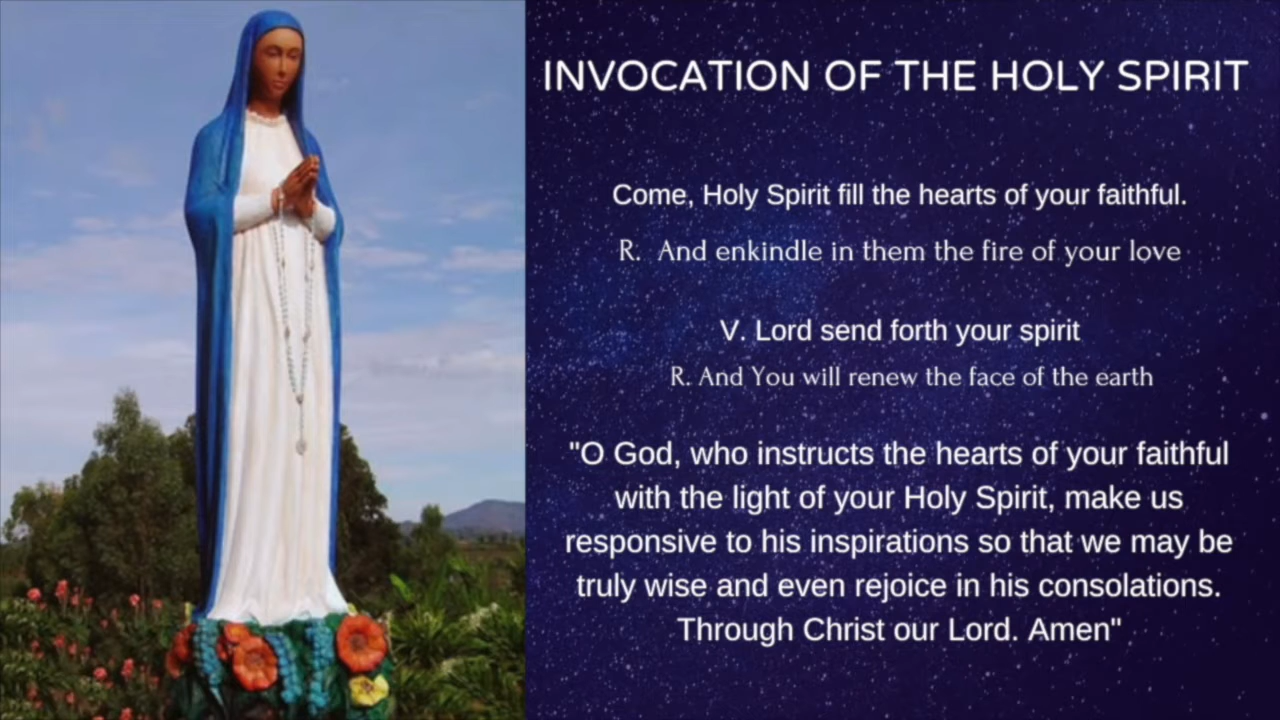 INVOCATION OF THE HOLY SPIRIT
Come, Holy Spirit fill the hearts of your faithful.
R. And enkindle in them the fire of your love
V. Lord send forth your spirit
R. And You will renew the face of the earth
"O God, who instructs the hearts of your faithful
with the light of your Holy Spirit, make us
responsive to his inspirations so that we may be
truly wise and even rejoice in his consolations.
Through Christ our Lord. Amen"